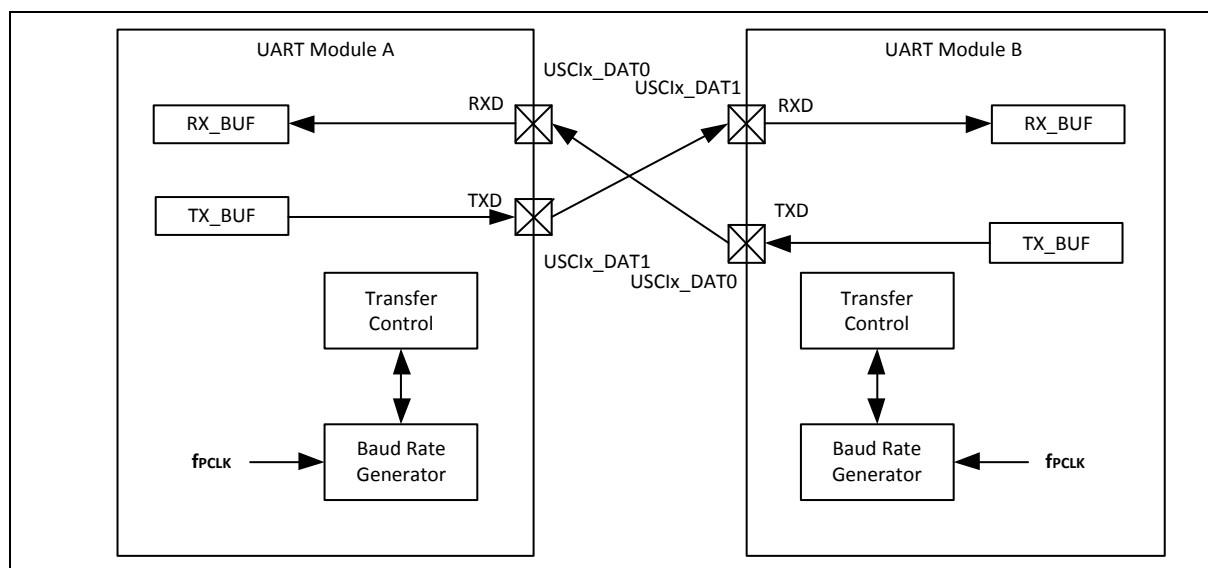 UART Module A
UART Module B
USCIx_DAT0
USCIx_DAT1
RXD
RXD
RX_BUF
RX_BUF
TXD
TXD
TX_BUF
TX_BUF
USCIx_DAT1
USCIx_DAT0
Transfer
Control
Transfer
Control
Baud Rate
Generator
Baud Rate
Generator
fPCLK
fPCLK